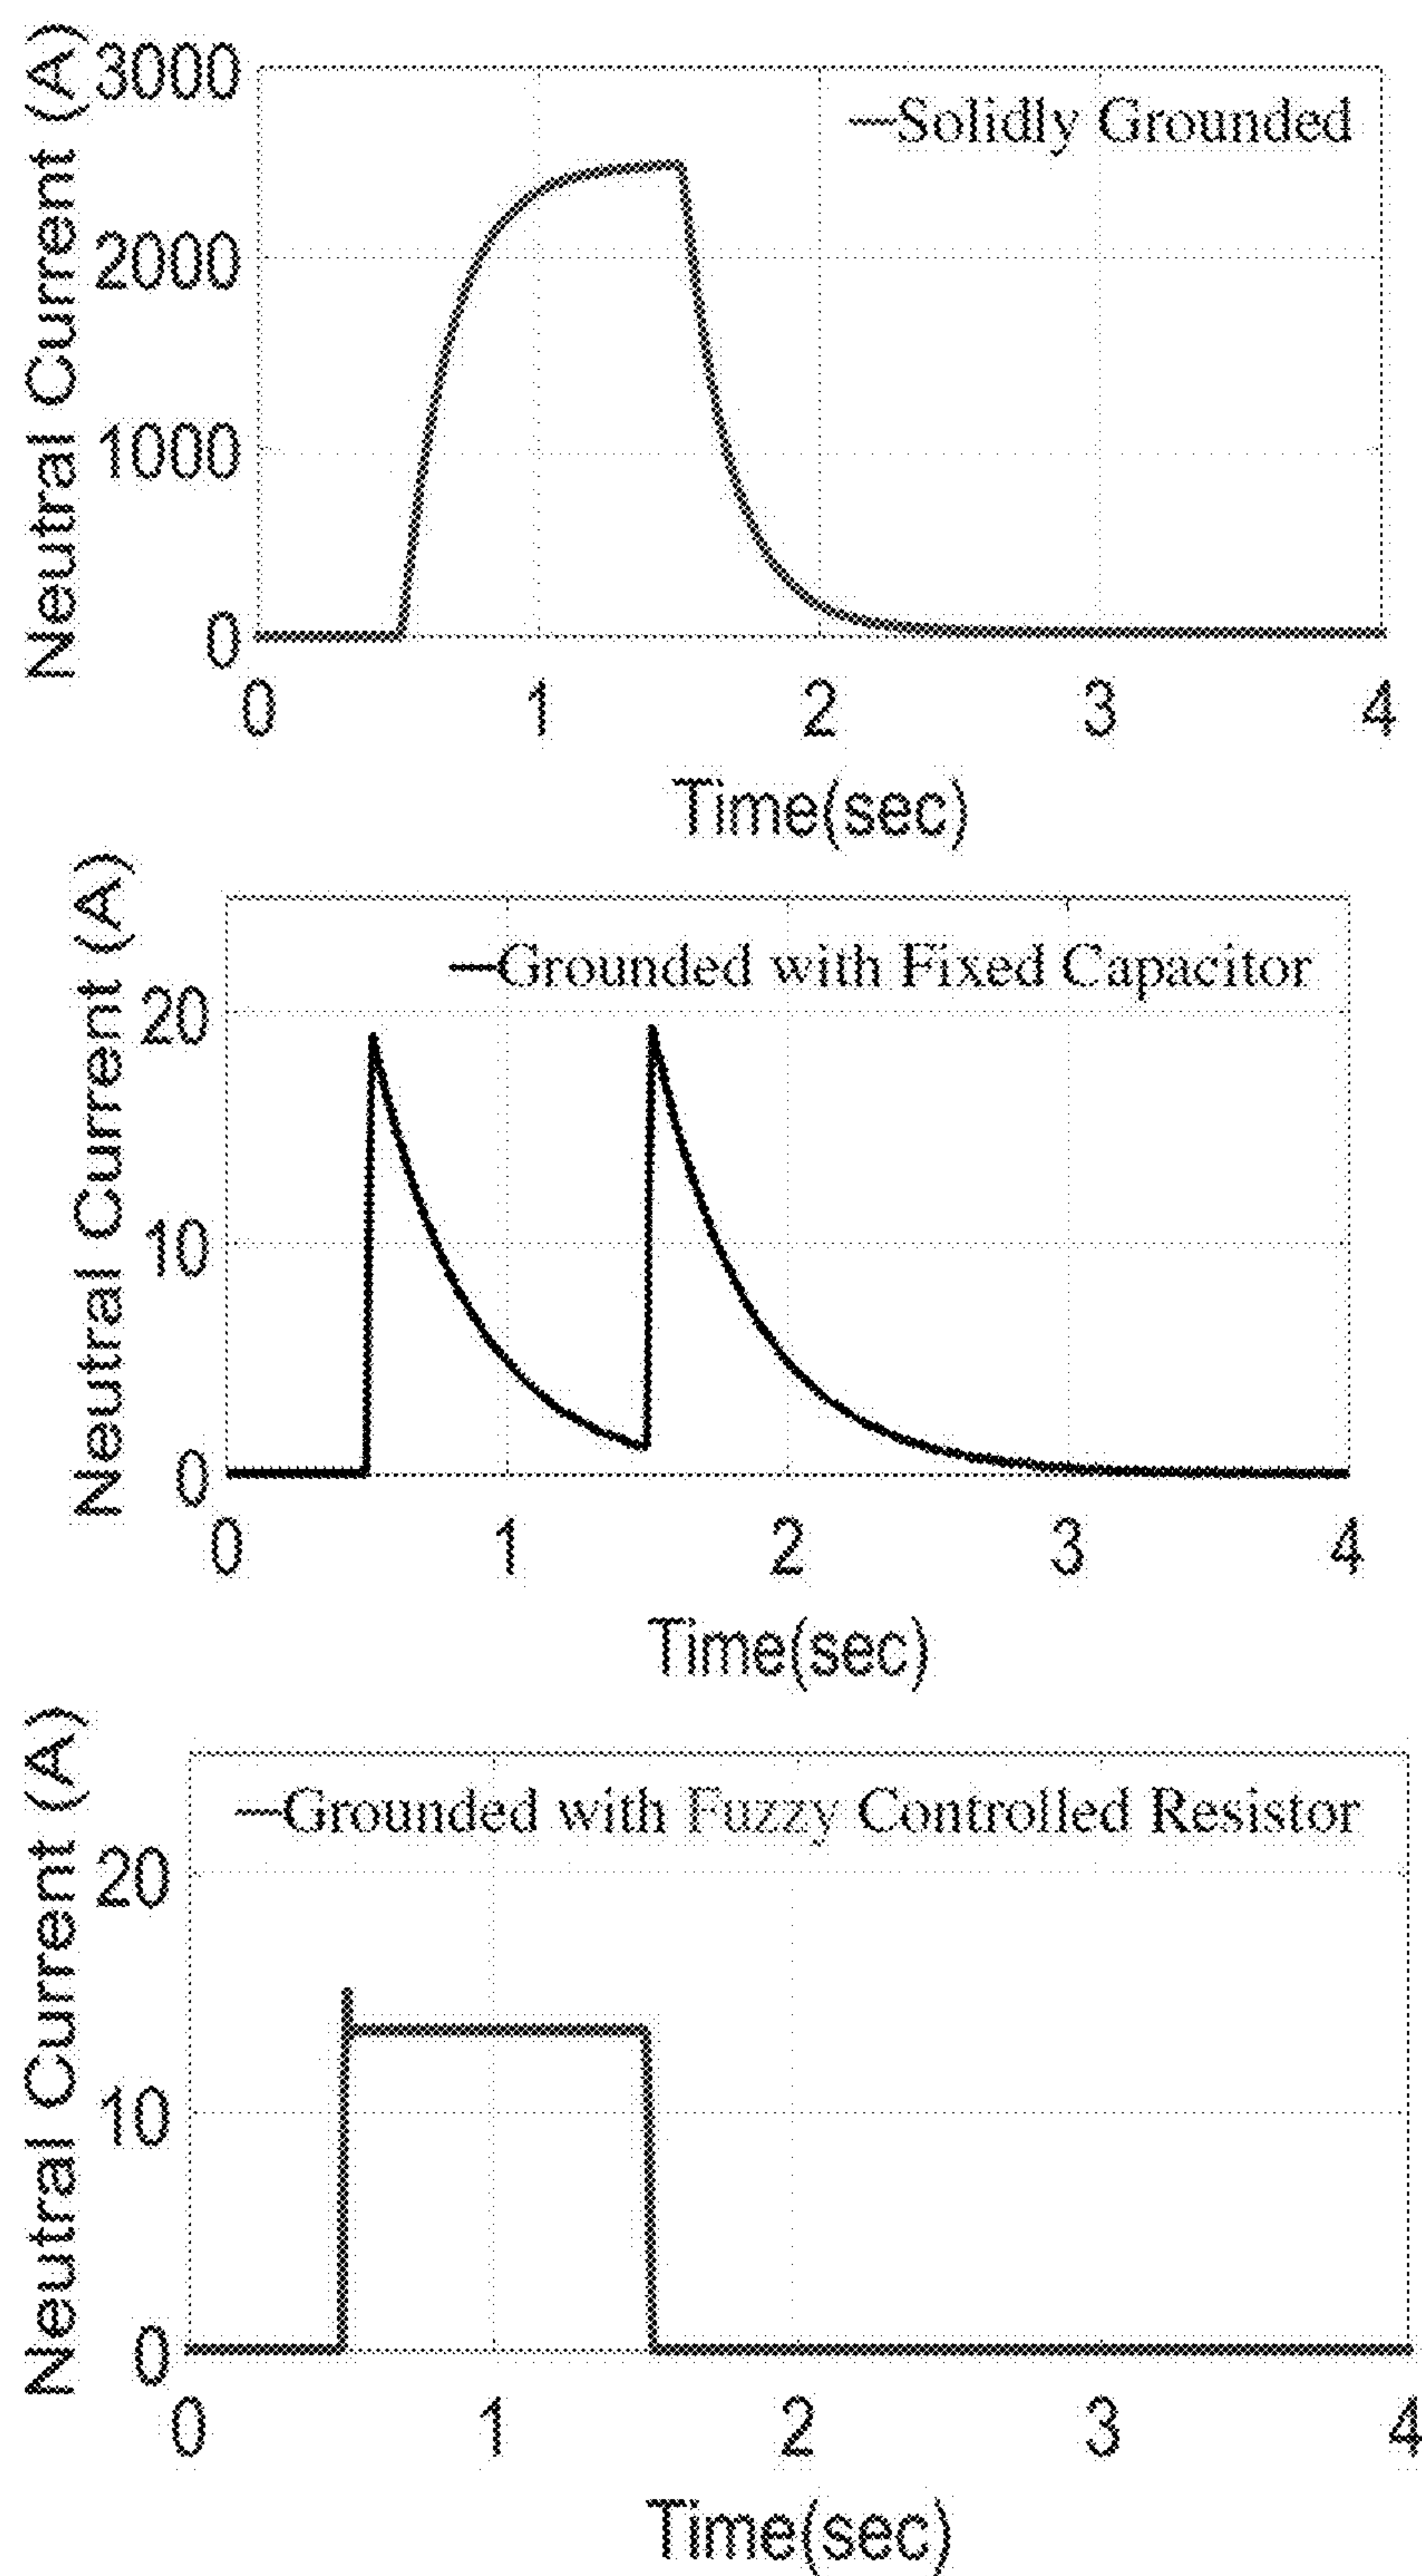 Neutral Current (A)
3000
2000
1000
0
Solidly Grounded
0 1 2 3 4
Time(sec)
Neutral Current (A)
20
10
0
Grounded with Fixed Capacitor
0 1 2 3 4
Time(sec)
Neutral Current (A)
20
10
0
Grounded with Fuzzy Controlled Resistor
0 1 2 3 4
Time(sec)